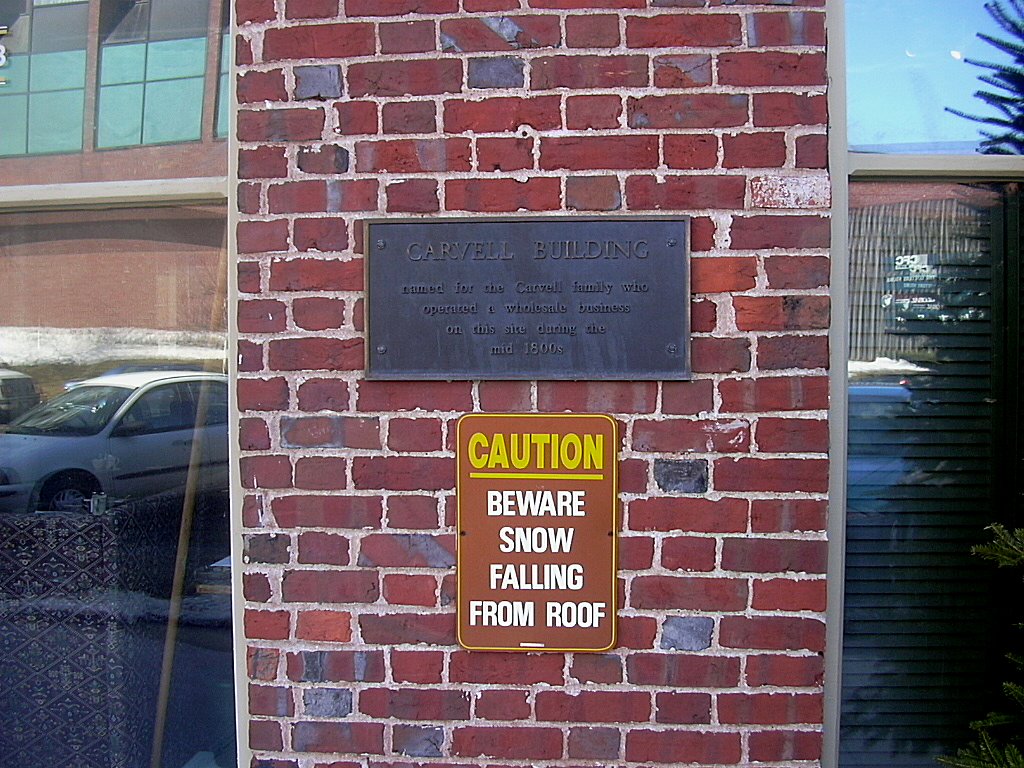 CARVELL BUILDING
named for the Carvell family who
operated a wholesale business
on this site during the
mid 1800s
CAUTION
BEWARE
SNOW
FALLING
FROM ROOF